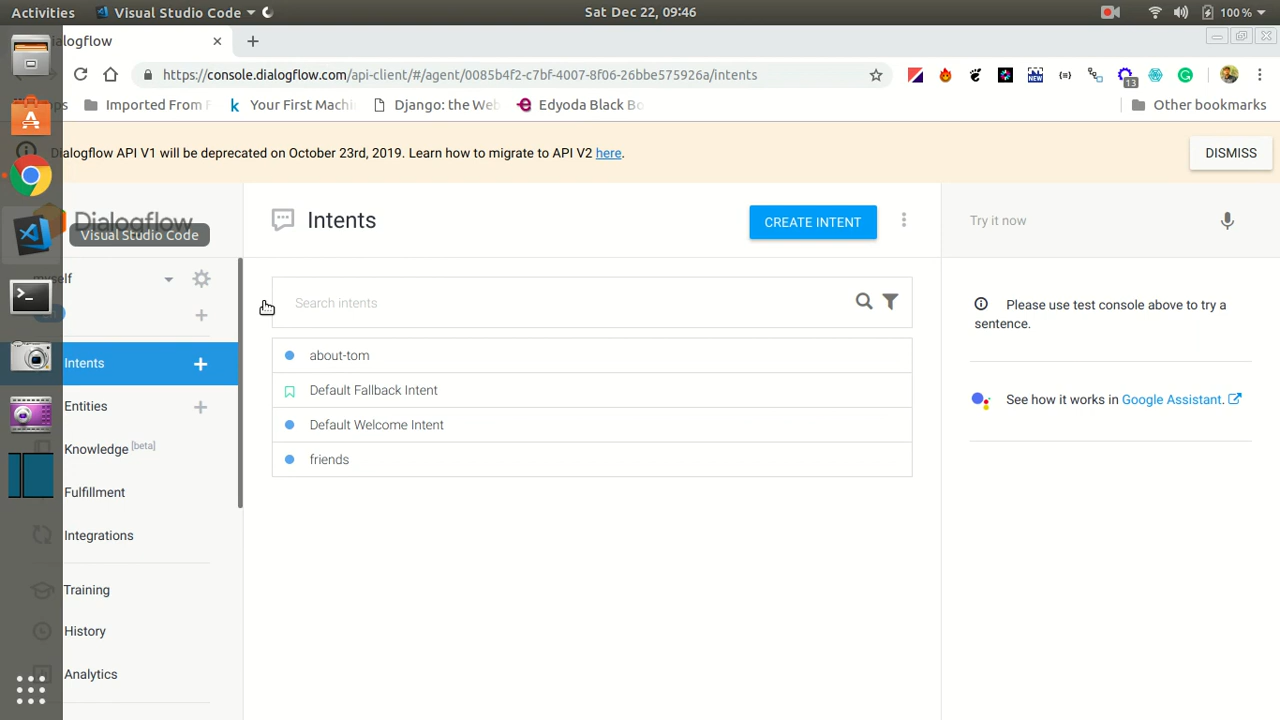 Activities Visual Studio Code Sat Dec 22, 09:46 100 %
ialogflow
https://console.dialogflow.com/api-client/#/agent/0085b4f2-c7bf-4007-8f06-26bbe575926a/intents 13
ps Imported From F Your First Machi Django: the Web Edyoda Black Bo Other bookmarks
Dialogflow API V1 will be deprecated on October 23rd, 2019. Learn how to migrate to API V2 here. DISMISS
Dialogflow
Visual Studio Code
Intents CREATE INTENT Try it now
myself
Search intents
Please use test console above to try a
sentence.
Intents
about-tom
Default Fallback Intent
See how it works in Google Assistant.
Entities
Default Welcome Intent
Knowledge [beta]
friends
Fulfillment
Integrations
Training
History
Analytics